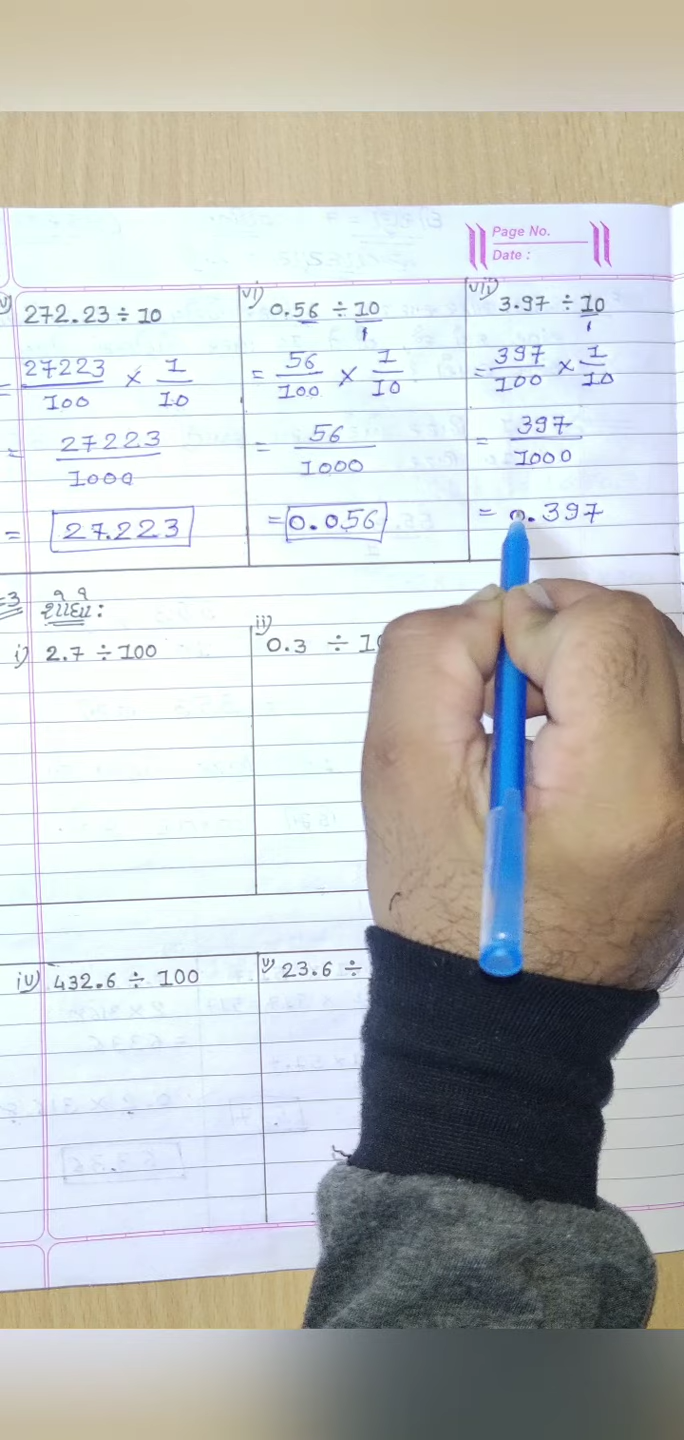 Page No.
Date :
v) 272.23 ÷ 10
= 27223/100 × 1/10
= 27223/1000
= 27.223
vi) 0.56 ÷ 10
= 56/100 × 1/10
= 56/1000
= 0.056
vii) 3.97 ÷ 10
= 397/100 × 1/10
= 397/1000
= 0.397
i) 2.7 ÷ 100
ii) 0.3 ÷
iv) 432.6 ÷ 100
v) 23.6 ÷